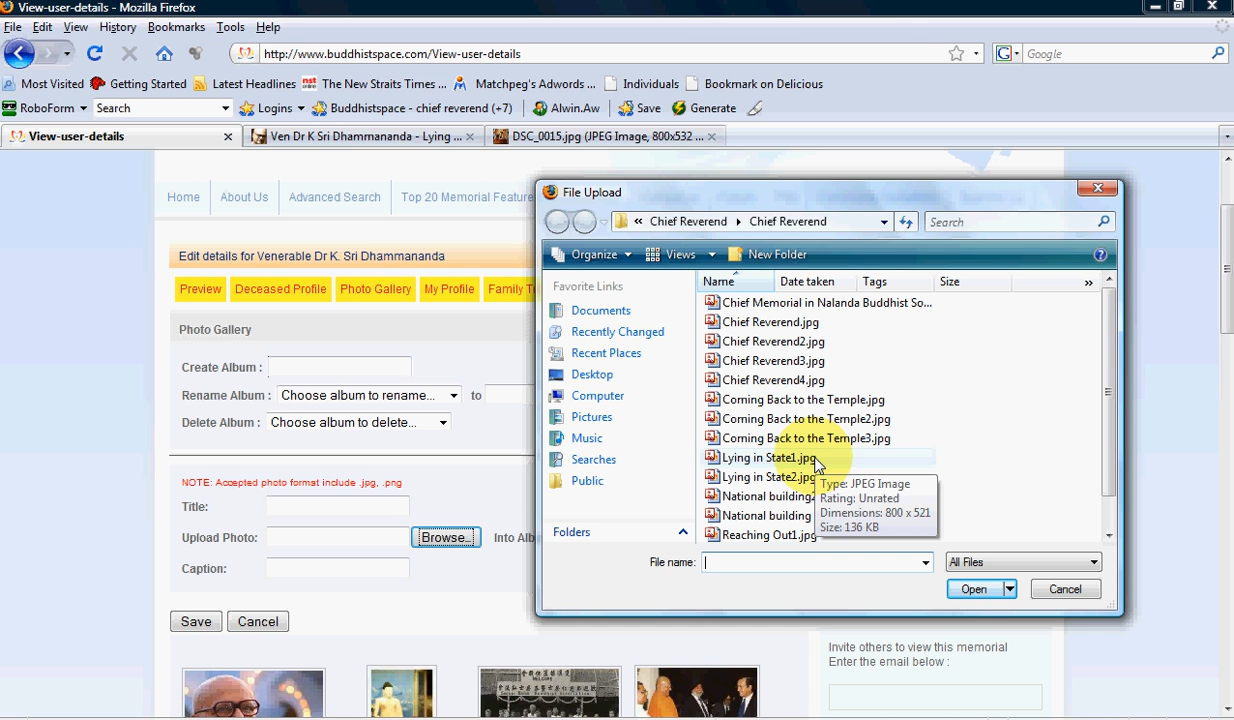 View-user-details - Mozilla Firefox
File Edit View History Bookmarks Tools Help
http://www.buddhistspace.com/View-user-details
Google
Most Visited Getting Started Latest Headlines nst The New Straits Times ... Matchpeg's Adwords ... Individuals Bookmark on Delicious
RoboForm Search Logins Buddhistspace - chief reverend (+7) Alwin.Aw Save Generate
View-user-details Ven Dr K Sri Dhammananda - Lying ... DSC_0015.jpg (JPEG Image, 800x532 ...
Home About Us Advanced Search Top 20 Memorial Feature
Edit details for Venerable Dr K. Sri Dhammananda
Preview Deceased Profile Photo Gallery My Profile Family T
Photo Gallery
Create Album :
Rename Album : Choose album to rename... to
Delete Album : Choose album to delete...
NOTE: Accepted photo format include .jpg, .png
Title:
Upload Photo: Browse... Into Alb
Caption:
Save Cancel
File Upload
« Chief Reverend Chief Reverend Search
Organize Views New Folder
Favorite Links
Documents
Recently Changed
Recent Places
Desktop
Computer
Pictures
Music
Searches
Public
Folders
Name Date taken Tags Size »
Chief Memorial in Nalanda Buddhist So...
Chief Reverend.jpg
Chief Reverend2.jpg
Chief Reverend3.jpg
Chief Reverend4.jpg
Coming Back to the Temple.jpg
Coming Back to the Temple2.jpg
Coming Back to the Temple3.jpg
Lying in State1.jpg
Lying in State2.jpg
National building
National building
Reaching Out1.jpg
Type: JPEG Image
Rating: Unrated
Dimensions: 800 x 521
Size: 136 KB
File name: All Files
Open Cancel
Invite others to view this memorial
Enter the email below :